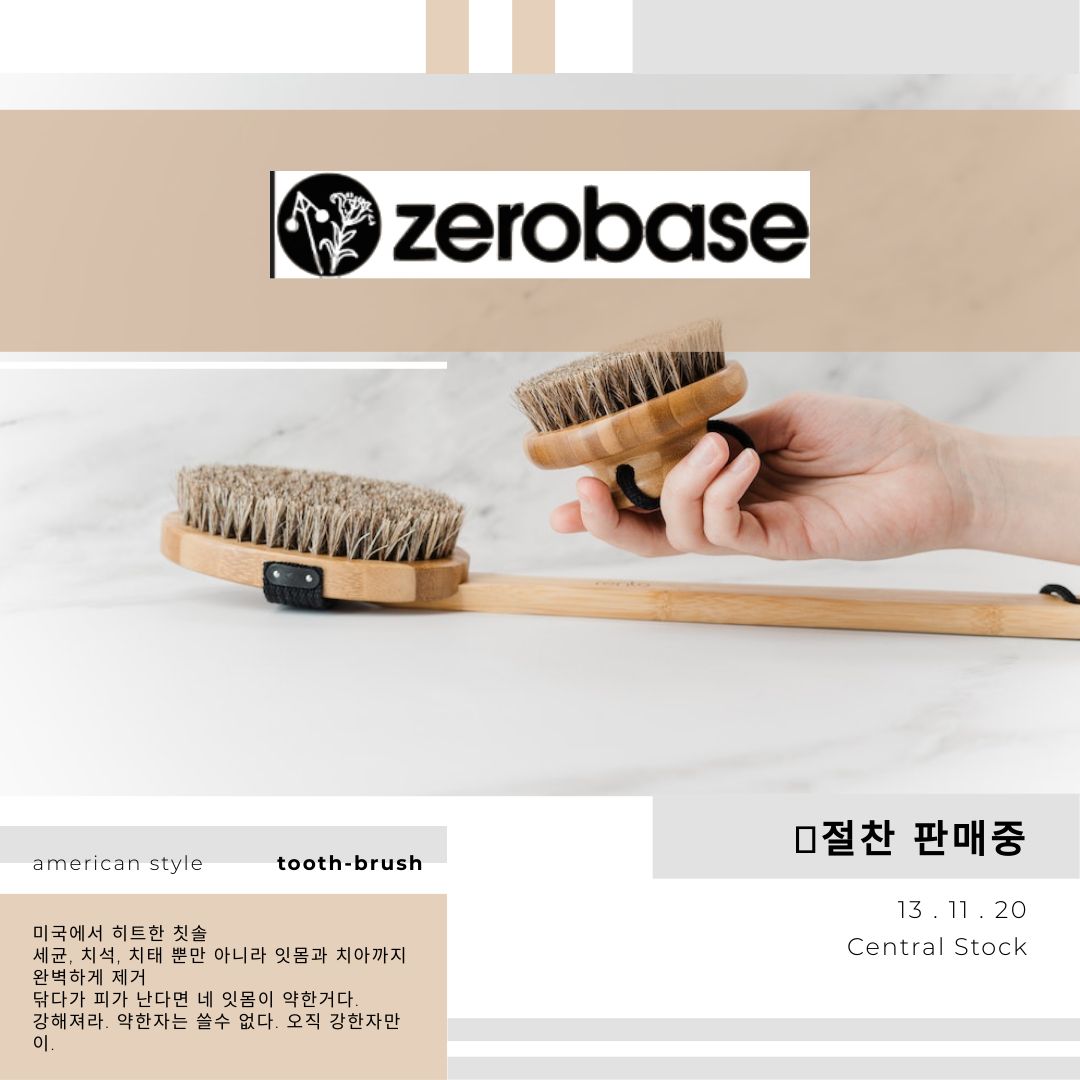 zerobase
rento
american style tooth-brush
미국에서 히트한 칫솔
세균, 치석, 치태 뿐만 아니라 잇몸과 치아까지
완벽하게 제거
닦다가 피가 난다면 네 잇몸이 약한거다.
강해져라. 약한자는 쓸수 없다. 오직 강한자만
이.
절찬 판매중
13 . 11 . 20
Central Stock